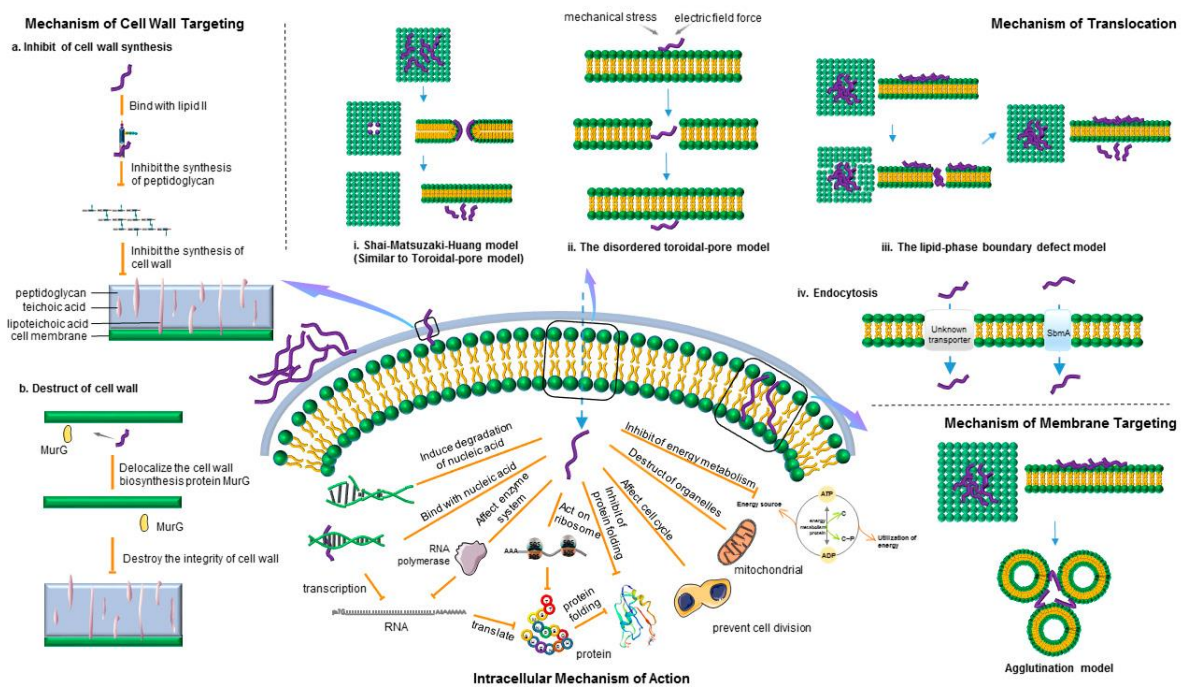 Mechanism of Cell Wall Targeting
a. Inhibit of cell wall synthesis
Bind with lipid II
Inhibit the synthesis
of peptidoglycan
Inhibit the synthesis of
cell wall
peptidoglycan
teichoic acid
lipoteichoic acid
cell membrane
b. Destruct of cell wall
MurG
Delocalize the cell wall
biosynthesis protein MurG
MurG
Destroy the integrity of cell wall
mechanical stress
electric field force
i. Shai-Matsuzaki-Huang model
(Similar to Toroidal-pore model)
ii. The disordered toroidal-pore model
Mechanism of Translocation
iii. The lipid-phase boundary defect model
iv. Endocytosis
Unknown
transporter
SbmA
Mechanism of Membrane Targeting
Agglutination model
Induce degradation
of nucleic acid
Bind with nucleic acid
Affect enzyme
system
Act on
ribosome
Inhibit of
protein folding
Affect cell cycle
Destruct of organelles
Inhibit of energy metabolism
Energy source
ATP
energy
metabolism
protein
C
C~P
ADP
Utilization of
energy
mitochondrial
prevent cell division
RNA
polymerase
AAA
transcription
RNA
translate
protein
folding
protein
Intracellular Mechanism of Action